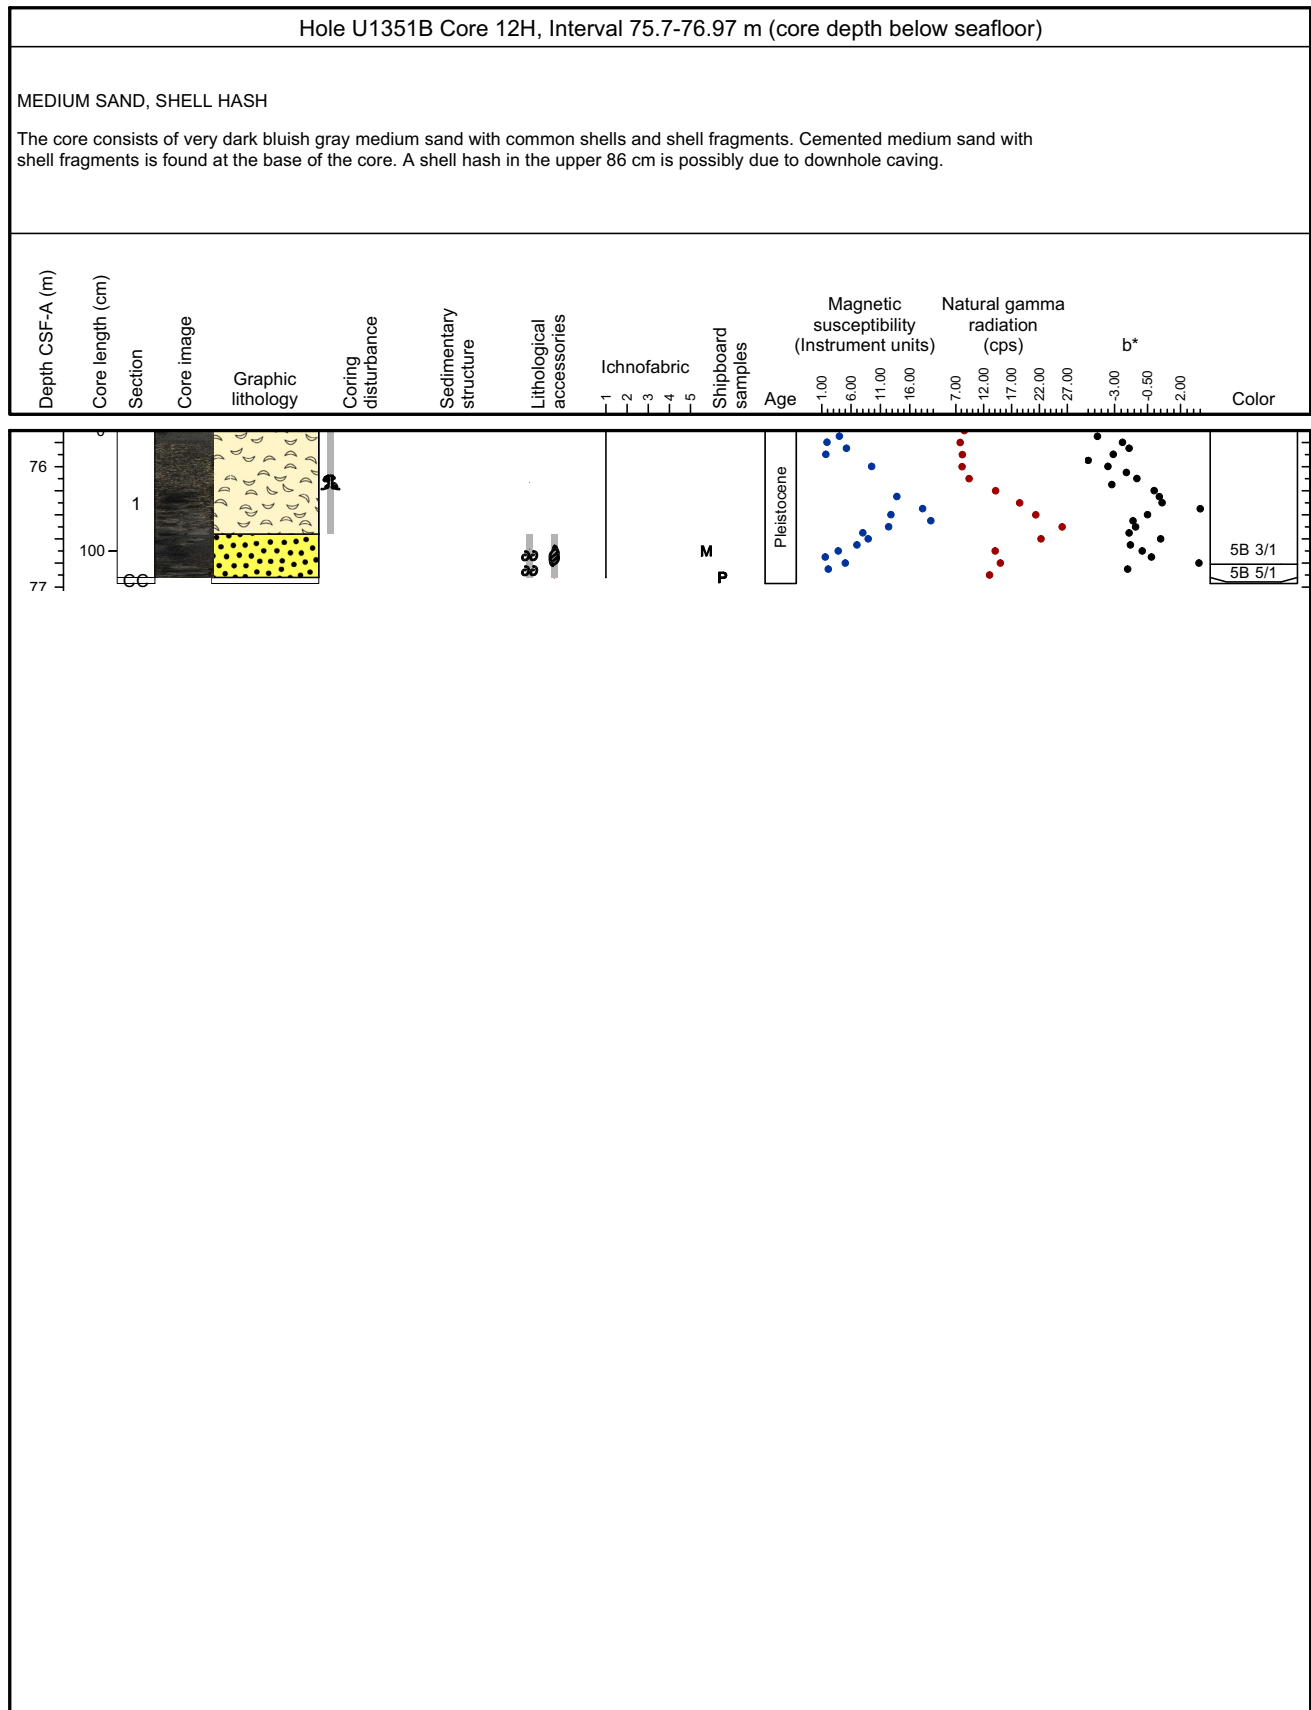 Hole U1351B Core 12H, Interval 75.7-76.97 m (core depth below seafloor)
MEDIUM SAND, SHELL HASH
The core consists of very dark bluish gray medium sand with common shells and shell fragments. Cemented medium sand with
shell fragments is found at the base of the core. A shell hash in the upper 86 cm is possibly due to downhole caving.
Depth CSF-A (m)
Core length (cm)
Section
Core image
Graphic
lithology
Coring
disturbance
Sedimentary
structure
Lithological
accessories
Ichnofabric
1
2
3
4
5
Shipboard
samples
Age
Magnetic
susceptibility
(Instrument units)
1.00
6.00
11.00
16.00
Natural gamma
radiation
(cps)
7.00
12.00
17.00
22.00
27.00
b*
-3.00
-0.50
2.00
Color
0
76
1
Pleistocene
100
M
5B 3/1
CC
P
5B 5/1
77